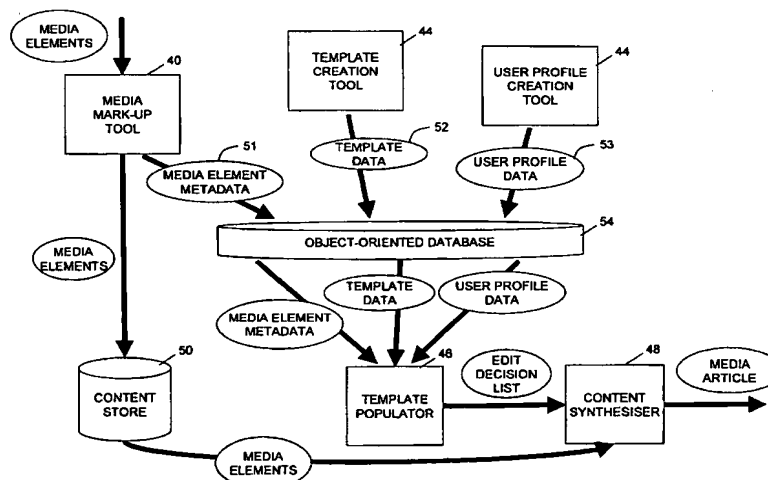 MEDIA
ELEMENTS
40
MEDIA
MARK-UP
TOOL
44
TEMPLATE
CREATION
TOOL
44
USER PROFILE
CREATION
TOOL
51
MEDIA ELEMENT
METADATA
52
TEMPLATE
DATA
53
USER PROFILE
DATA
54
OBJECT-ORIENTED DATABASE
MEDIA
ELEMENTS
MEDIA ELEMENT
METADATA
TEMPLATE
DATA
USER PROFILE
DATA
50
CONTENT
STORE
46
TEMPLATE
POPULATOR
EDIT
DECISION
LIST
48
CONTENT
SYNTHESISER
MEDIA
ARTICLE
MEDIA
ELEMENTS